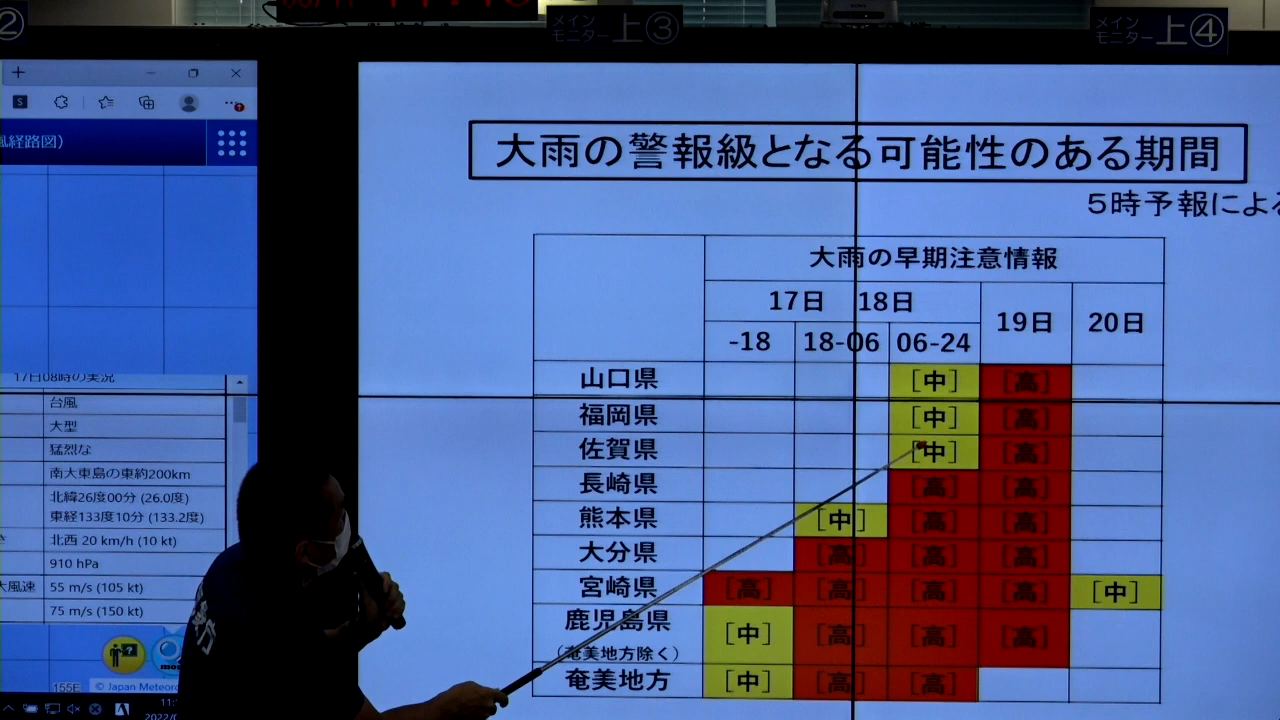 ②
メイン
モニター 上③
メイン
モニター 上④
SONY
経路図)
17日08時の実況
台風
大型
猛烈な
南大東島の東約200km
北緯26度00分 (26.0度)
東経133度10分 (133.2度)
北西 20 km/h (10 kt)
910 hPa
大風速 55 m/s (105 kt)
75 m/s (150 kt)
155E © Japan Meteoro
大雨の警報級となる可能性のある期間
5時予報による
大雨の早期注意情報
17日 18日 19日 20日
-18 18-06 06-24
山口県 [中] [高]
福岡県 [中] [高]
佐賀県 [中] [高]
長崎県 [高] [高]
熊本県 [中] [高] [高]
大分県 [高] [高] [高]
宮崎県 [高] [高] [高] [高] [中]
鹿児島県 [中] [高] [高] [高]
(奄美地方除く)
奄美地方 [中] [高] [高]